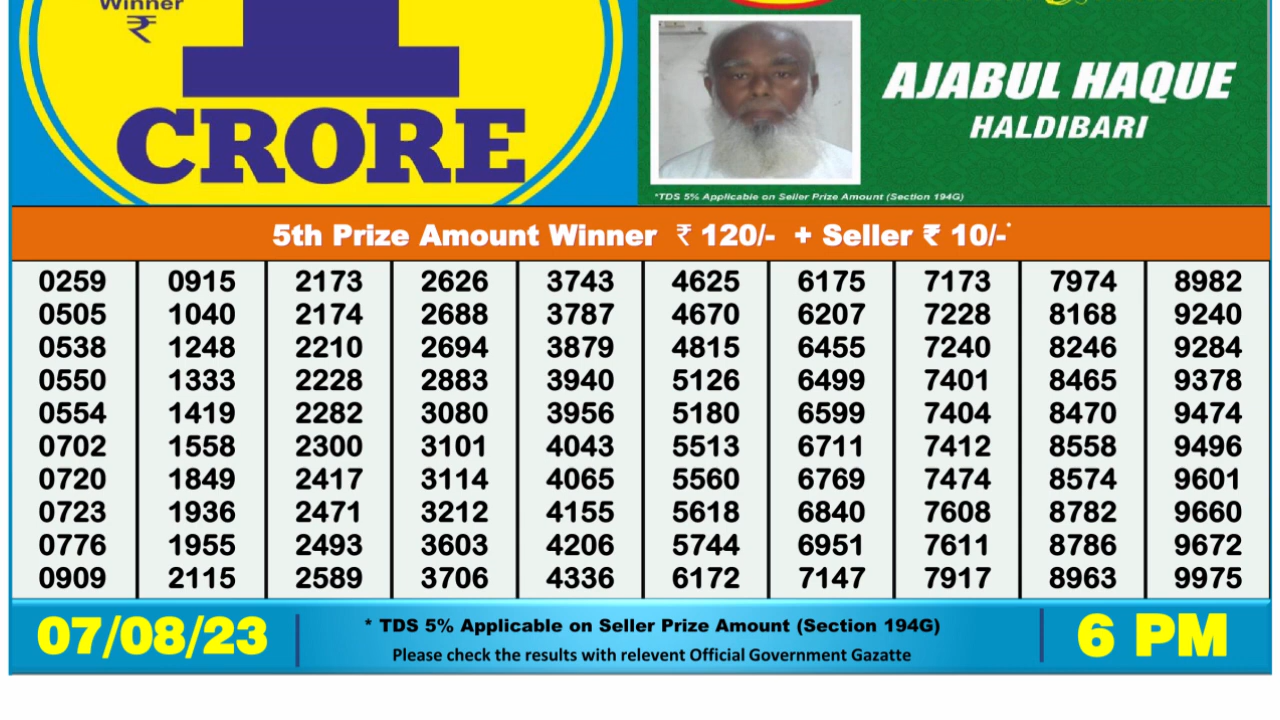 Winner
₹
1
CRORE
AJABUL HAQUE
HALDIBARI
*TDS 5% Applicable on Seller Prize Amount (Section 194G)
5th Prize Amount Winner ₹ 120/- + Seller ₹ 10/-*
0259 0915 2173 2626 3743 4625 6175 7173 7974 8982
0505 1040 2174 2688 3787 4670 6207 7228 8168 9240
0538 1248 2210 2694 3879 4815 6455 7240 8246 9284
0550 1333 2228 2883 3940 5126 6499 7401 8465 9378
0554 1419 2282 3080 3956 5180 6599 7404 8470 9474
0702 1558 2300 3101 4043 5513 6711 7412 8558 9496
0720 1849 2417 3114 4065 5560 6769 7474 8574 9601
0723 1936 2471 3212 4155 5618 6840 7608 8782 9660
0776 1955 2493 3603 4206 5744 6951 7611 8786 9672
0909 2115 2589 3706 4336 6172 7147 7917 8963 9975
07/08/23
* TDS 5% Applicable on Seller Prize Amount (Section 194G)
Please check the results with relevent Official Government Gazatte
6 PM